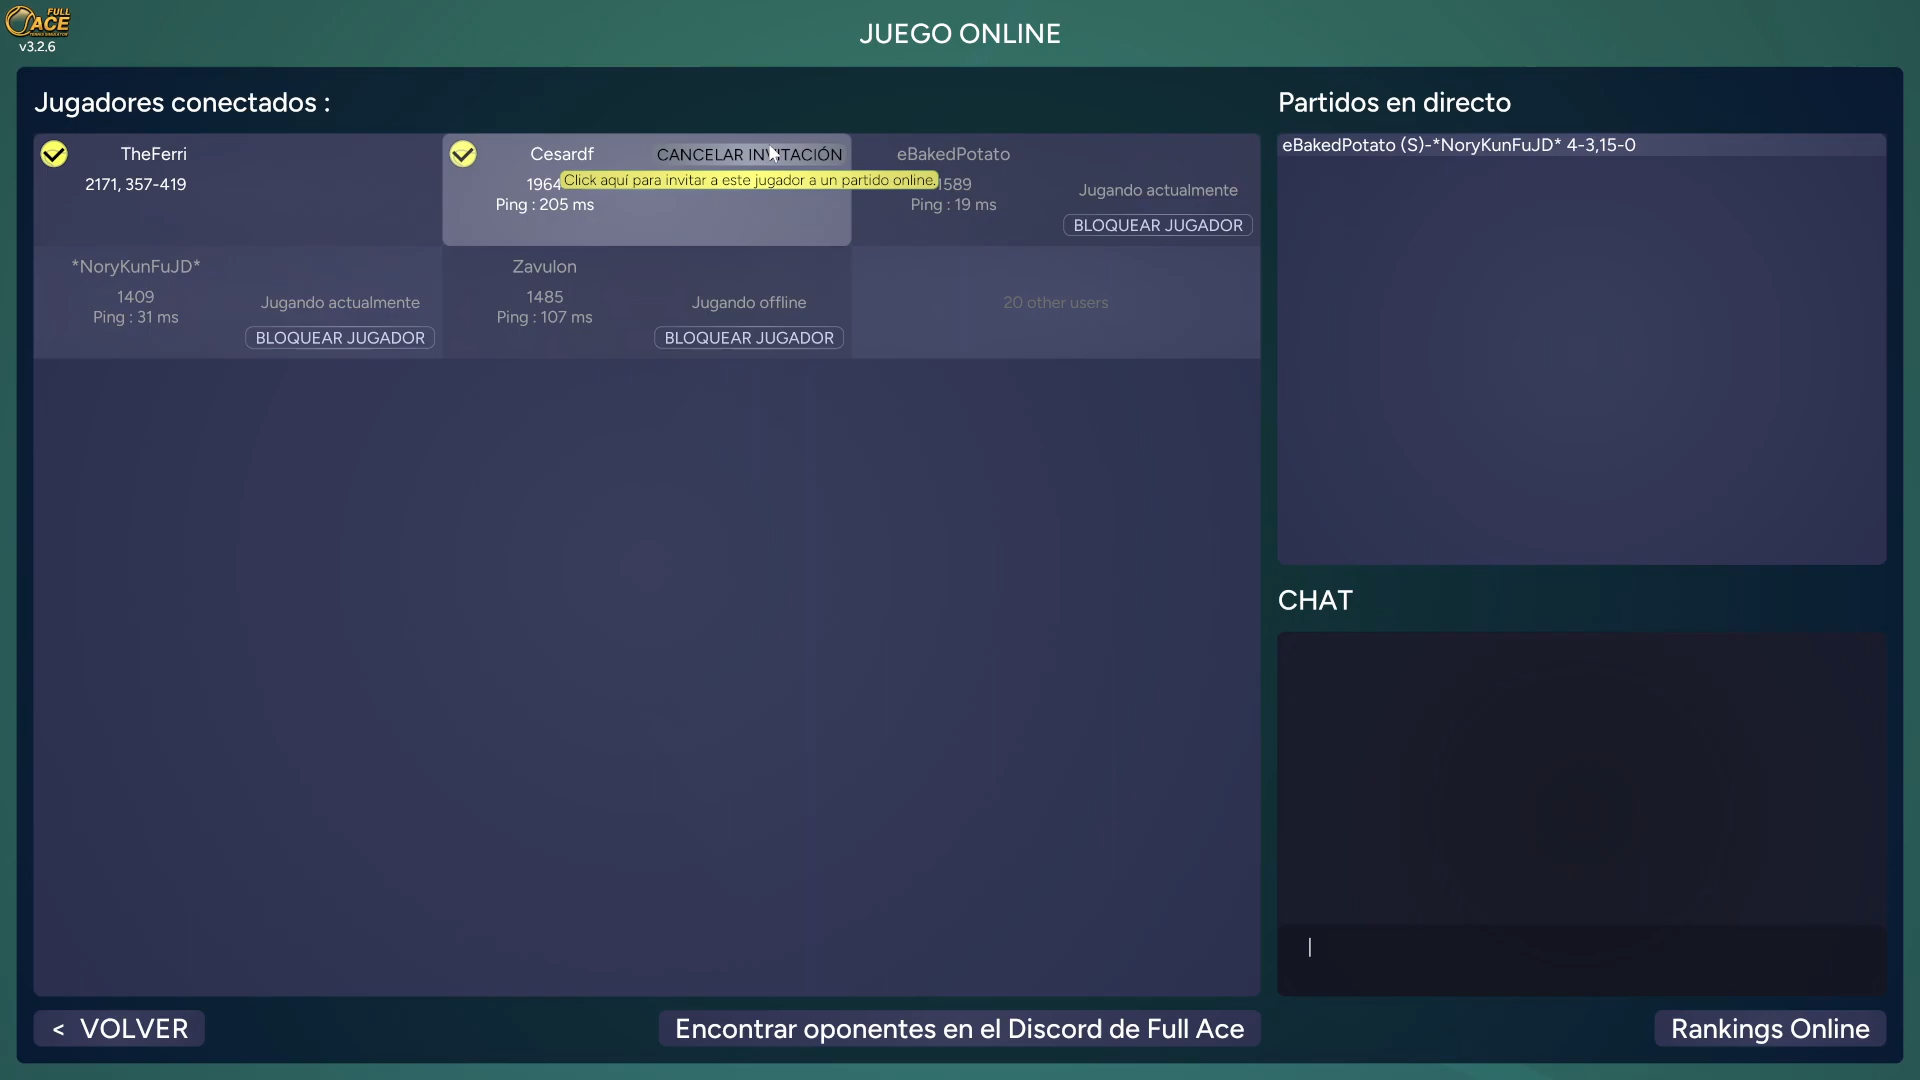 FULL
ACE
v3.2.6
JUEGO ONLINE
Jugadores conectados :
TheFerri
2171, 357-419
Cesardf
CANCELAR INVITACIÓN
1964
Click aquí para invitar a este jugador a un partido online.
Ping : 205 ms
eBakedPotato
1589
Ping : 19 ms
Jugando actualmente
BLOQUEAR JUGADOR
*NoryKunFuJD*
1409
Ping : 31 ms
Jugando actualmente
BLOQUEAR JUGADOR
Zavulon
1485
Ping : 107 ms
Jugando offline
BLOQUEAR JUGADOR
20 other users
Partidos en directo
eBakedPotato (S)-*NoryKunFuJD* 4-3,15-0
CHAT
< VOLVER
Encontrar oponentes en el Discord de Full Ace
Rankings Online